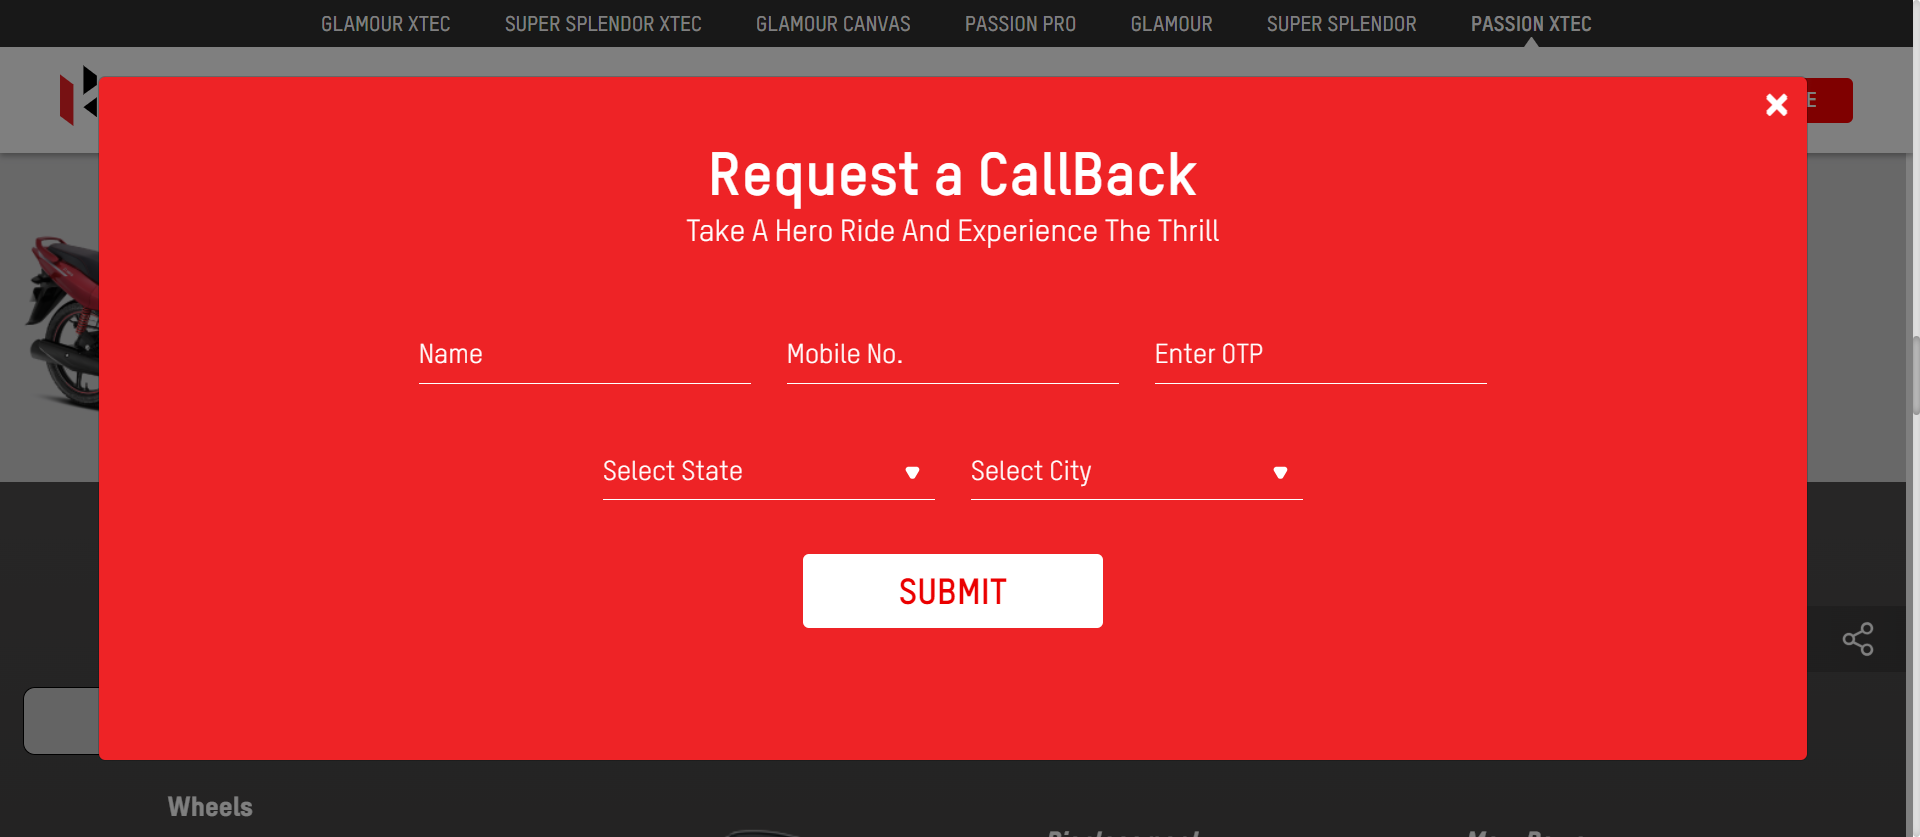 GLAMOUR XTEC SUPER SPLENDOR XTEC GLAMOUR CANVAS PASSION PRO GLAMOUR SUPER SPLENDOR PASSION XTEC
E
Request a CallBack
Take A Hero Ride And Experience The Thrill
Name Mobile No. Enter OTP
Select State Select City
SUBMIT
Wheels